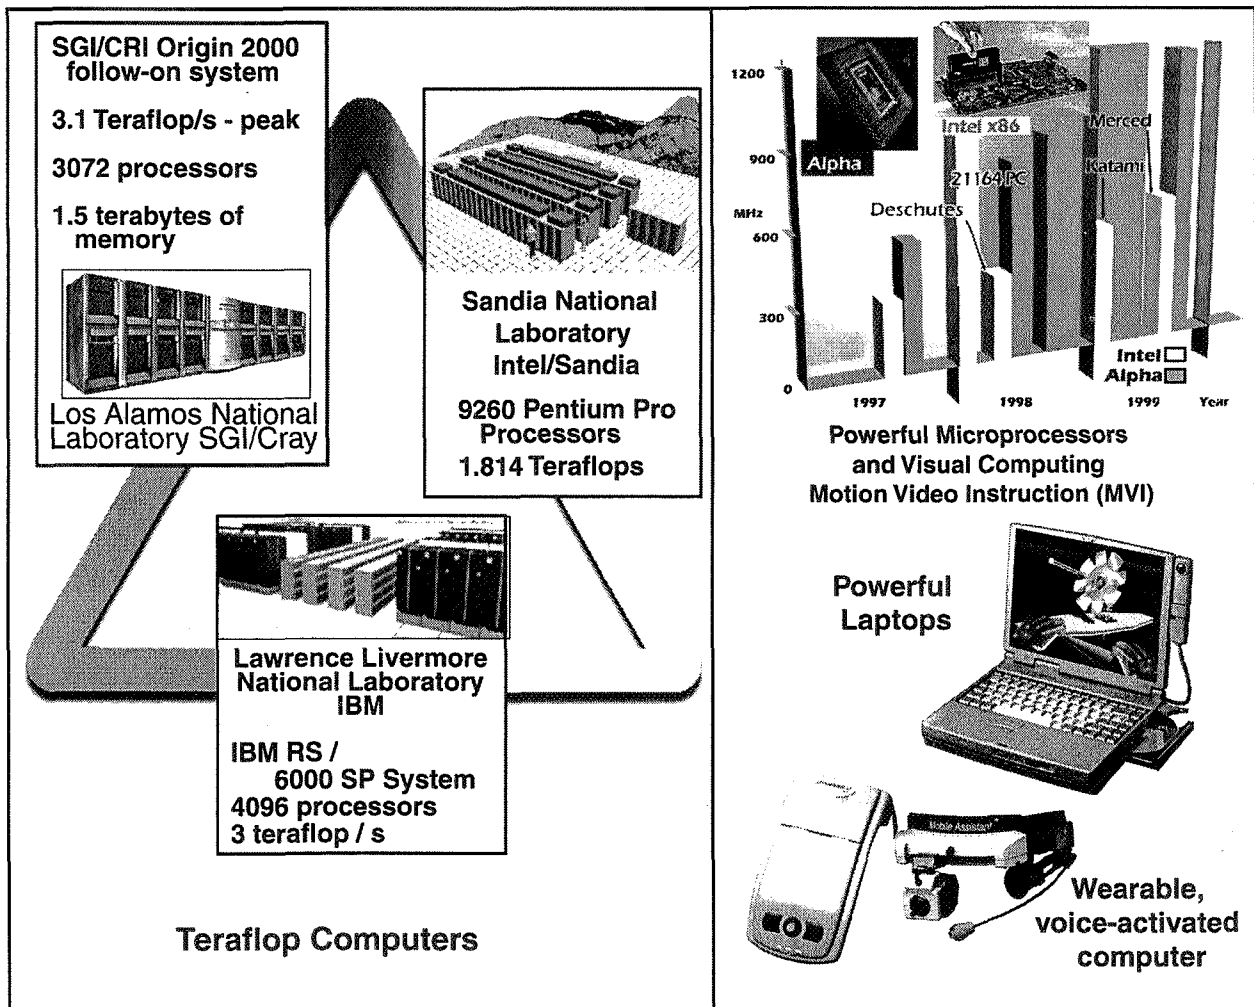 SGI/CRI Origin 2000
follow-on system
3.1 Teraflop/s - peak
3072 processors
1.5 terabytes of
memory
Los Alamos National
Laboratory SGI/Cray
Sandia National
Laboratory
Intel/Sandia
9260 Pentium Pro
Processors
1.814 Teraflops
Lawrence Livermore
National Laboratory
IBM
IBM RS /
6000 SP System
4096 processors
3 teraflop / s
Teraflop Computers
1200
900
MHz
600
300
0
Alpha
Intel x86
Merced
Katami
21164 PC
Deschutes
Intel
Alpha
1997
1998
1999
Year
Powerful Microprocessors
and Visual Computing
Motion Video Instruction (MVI)
Powerful
Laptops
Mobile Assistant
Wearable,
voice-activated
computer